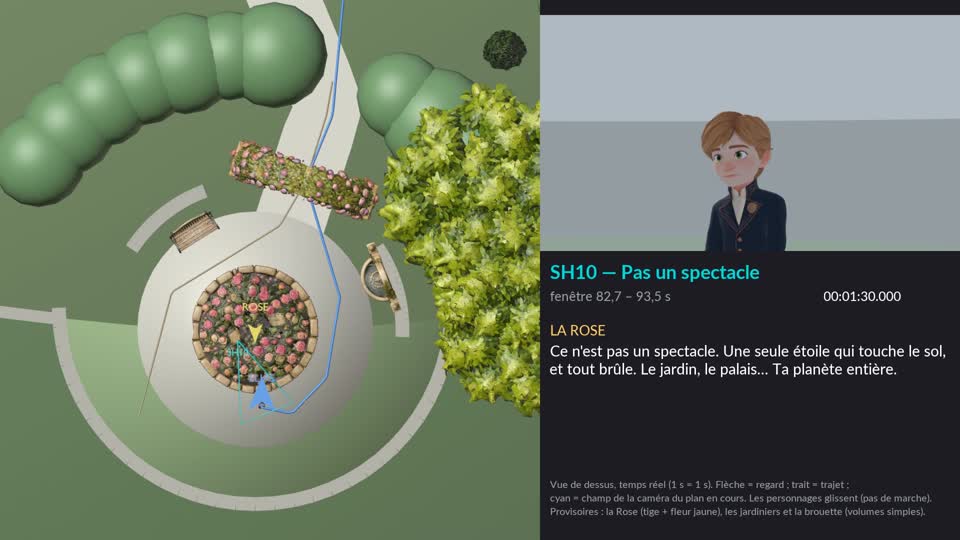 ROSE
SH10 — Pas un spectacle
fenêtre 82,7 – 93,5 s
00:01:30.000
LA ROSE
Ce n'est pas un spectacle. Une seule étoile qui touche le sol,
et tout brûle. Le jardin, le palais... Ta planète entière.
Vue de dessus, temps réel (1 s = 1 s). Flèche = regard ; trait = trajet ;
cyan = champ de la caméra du plan en cours. Les personnages glissent (pas de marche).
Provisoires : la Rose (tige + fleur jaune), les jardiniers et la brouette (volumes simples).